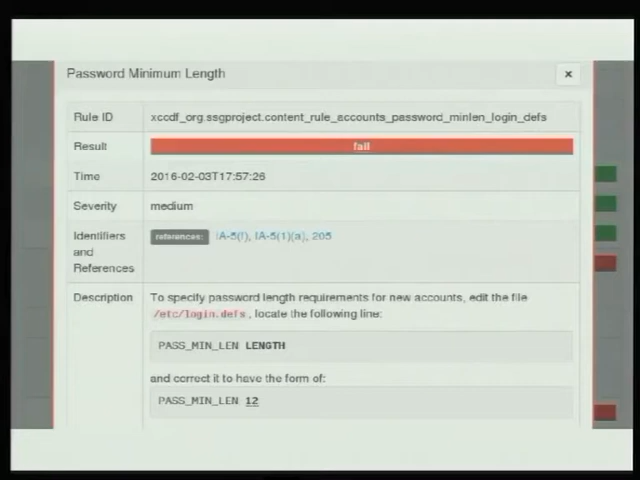 Password Minimum Length ×
Rule ID xccdf_org.ssgproject.content_rule_accounts_password_minlen_login_defs
Result fail
Time 2016-02-03T17:57:26
Severity medium
Identifiers and References references: IA-5(f), IA-5(1)(a), 205
Description To specify password length requirements for new accounts, edit the file
/etc/login.defs, locate the following line:
PASS_MIN_LEN LENGTH
and correct it to have the form of:
PASS_MIN_LEN 12